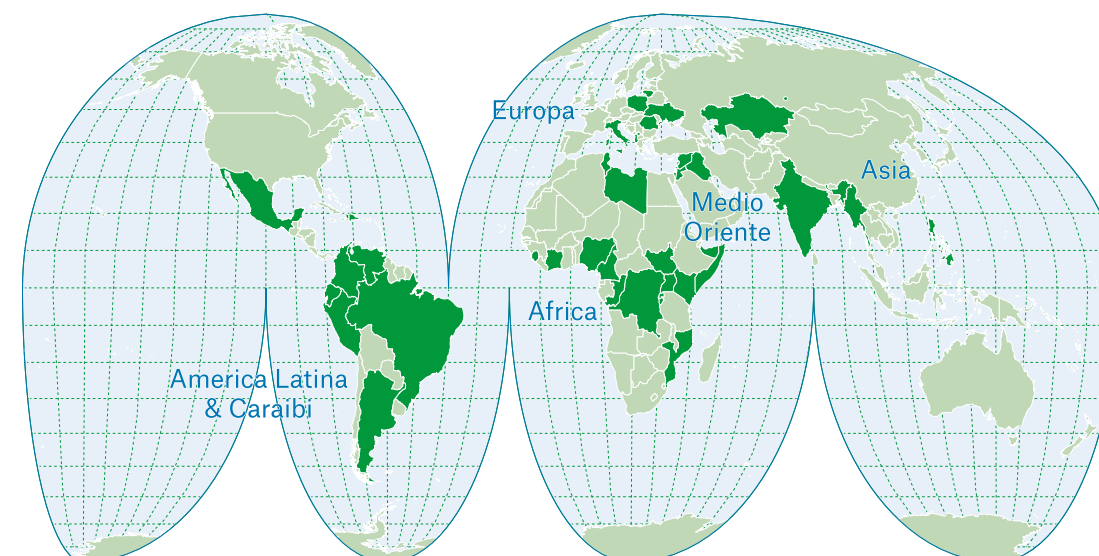 Europa
Asia
Medio
Oriente
Africa
America Latina
& Caraibi